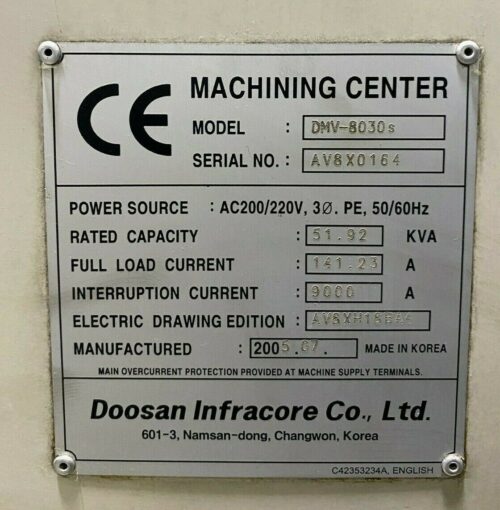 CE
MACHINING CENTER
MODEL : DMV-8030s
SERIAL NO. : AV8X0164
POWER SOURCE : AC200/220V, 3Ø. PE, 50/60Hz
RATED CAPACITY : 51.92 KVA
FULL LOAD CURRENT : 141.23 A
INTERRUPTION CURRENT : 9000 A
ELECTRIC DRAWING EDITION :
MANUFACTURED : 2005.07. MADE IN KOREA
MAIN OVERCURRENT PROTECTION PROVIDED AT MACHINE SUPPLY TERMINALS.
Doosan Infracore Co., Ltd.
601-3, Namsan-dong, Changwon, Korea
C42353234A, ENGLISH